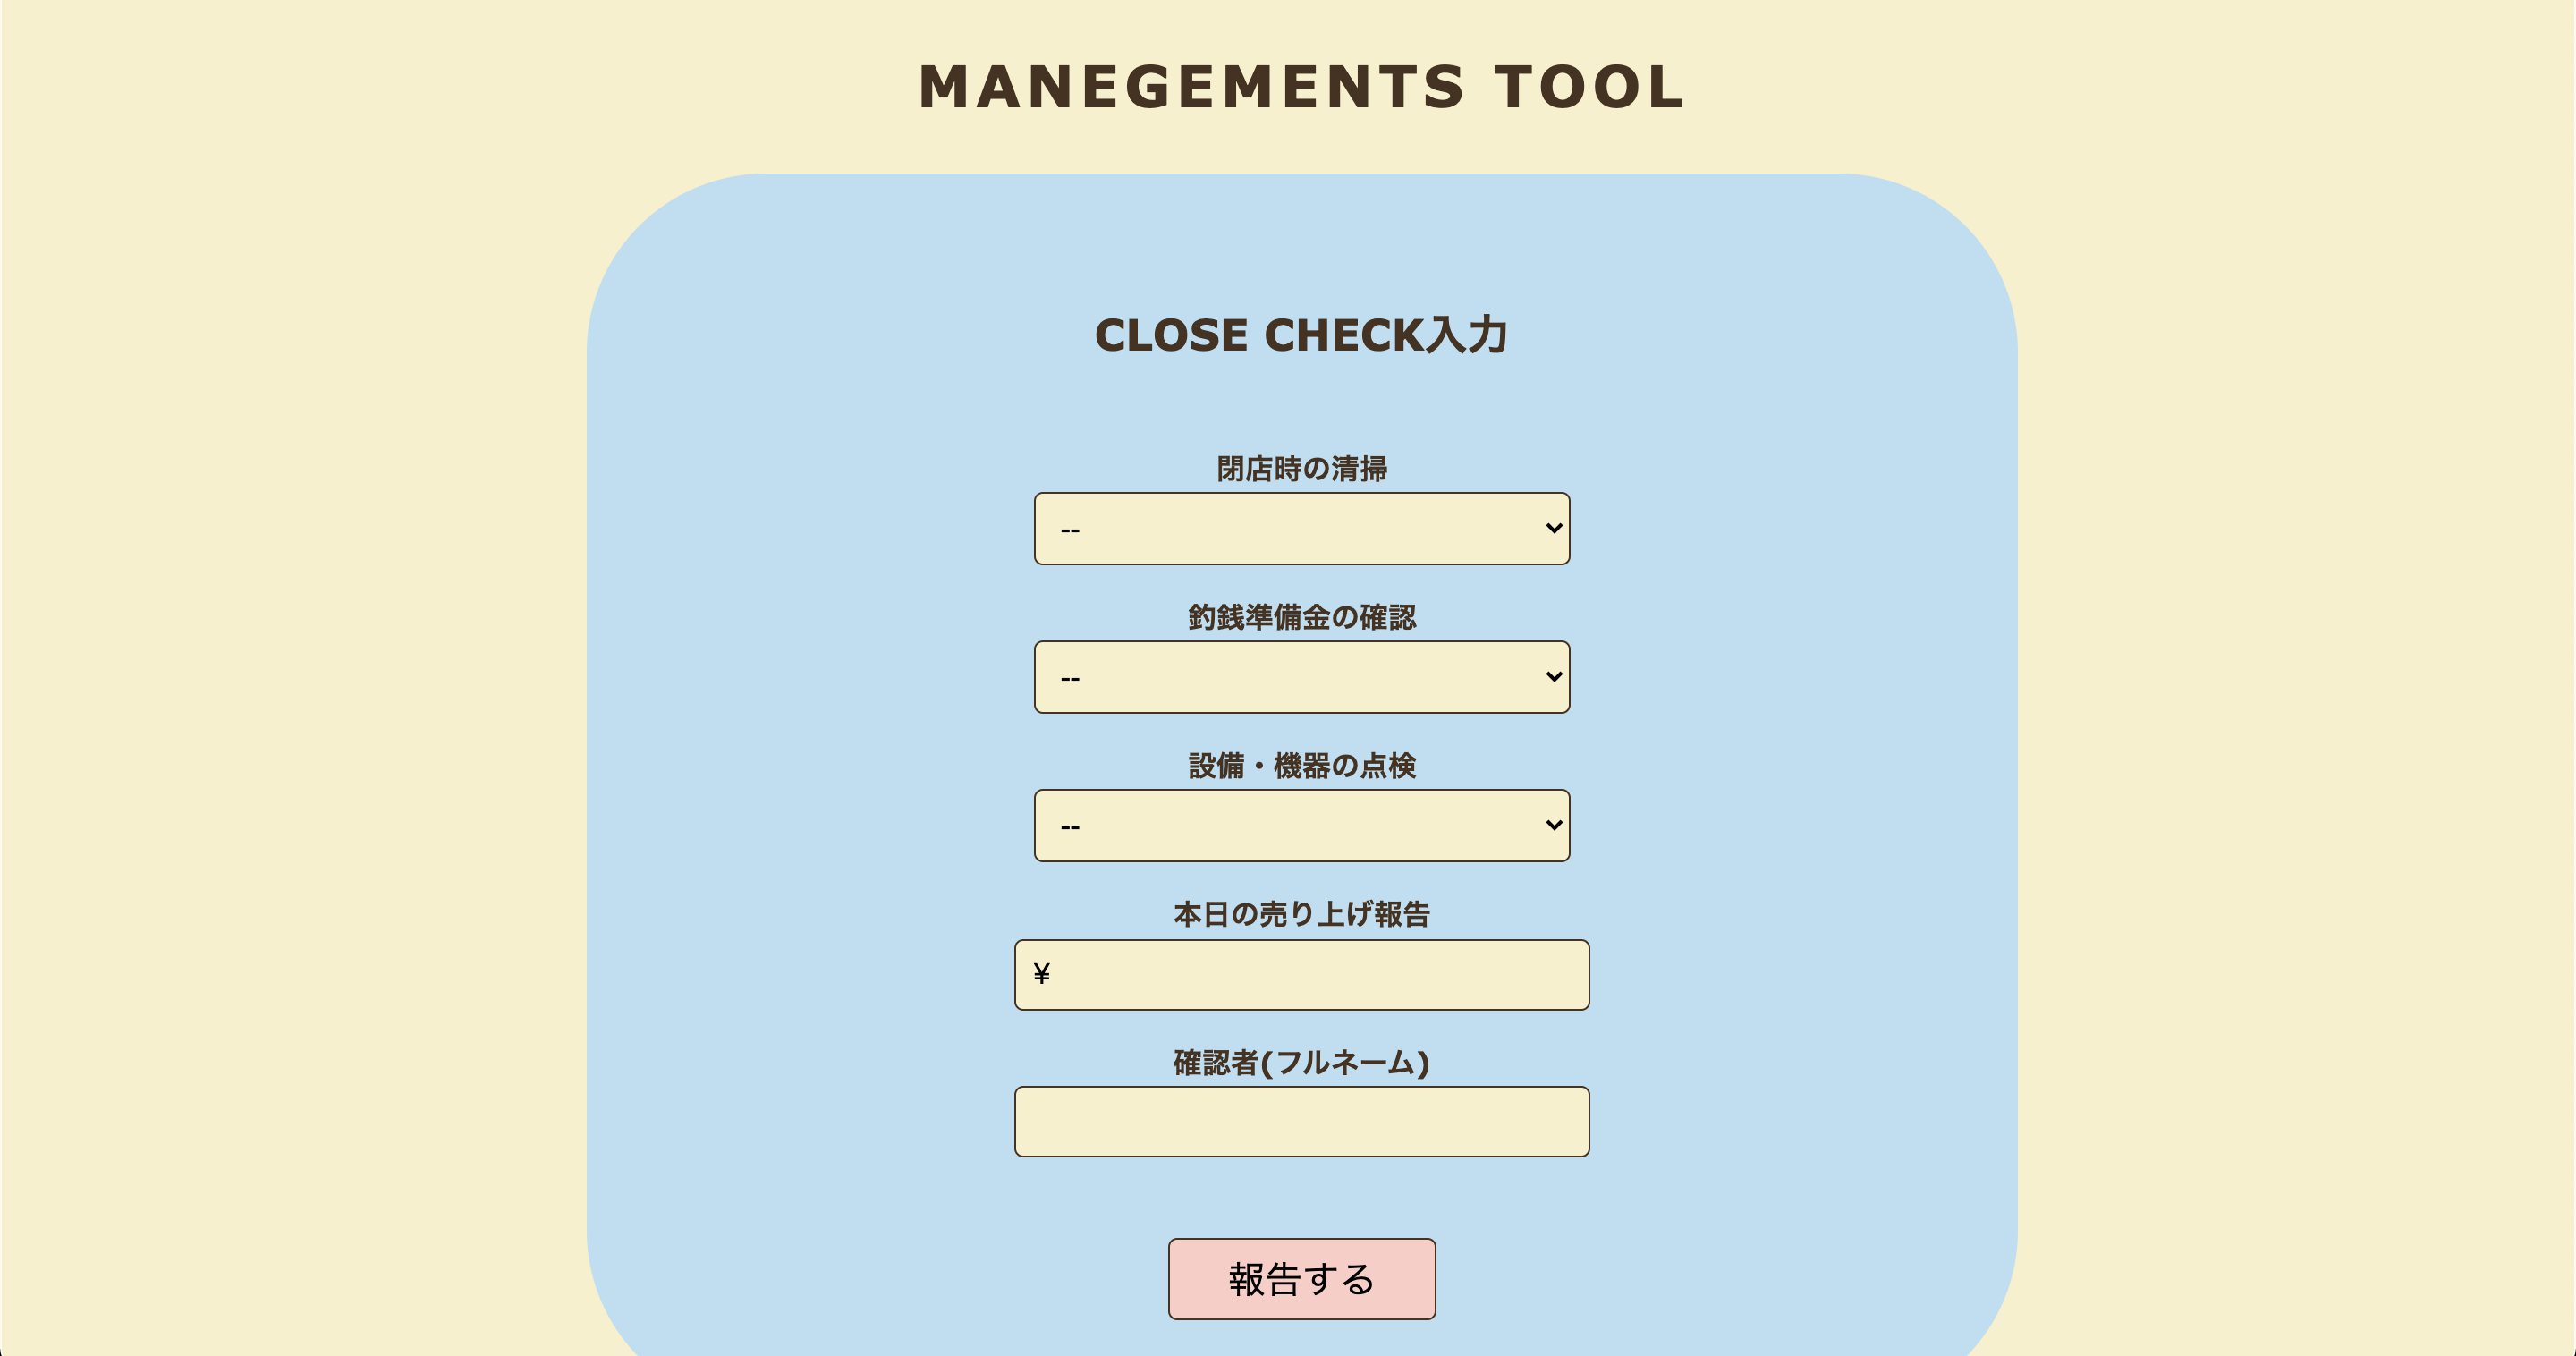 MANEGEMENTS TOOL
CLOSE CHECK入力
閉店時の清掃
--
釣銭準備金の確認
--
設備・機器の点検
--
本日の売り上げ報告
¥
確認者(フルネーム)
報告する